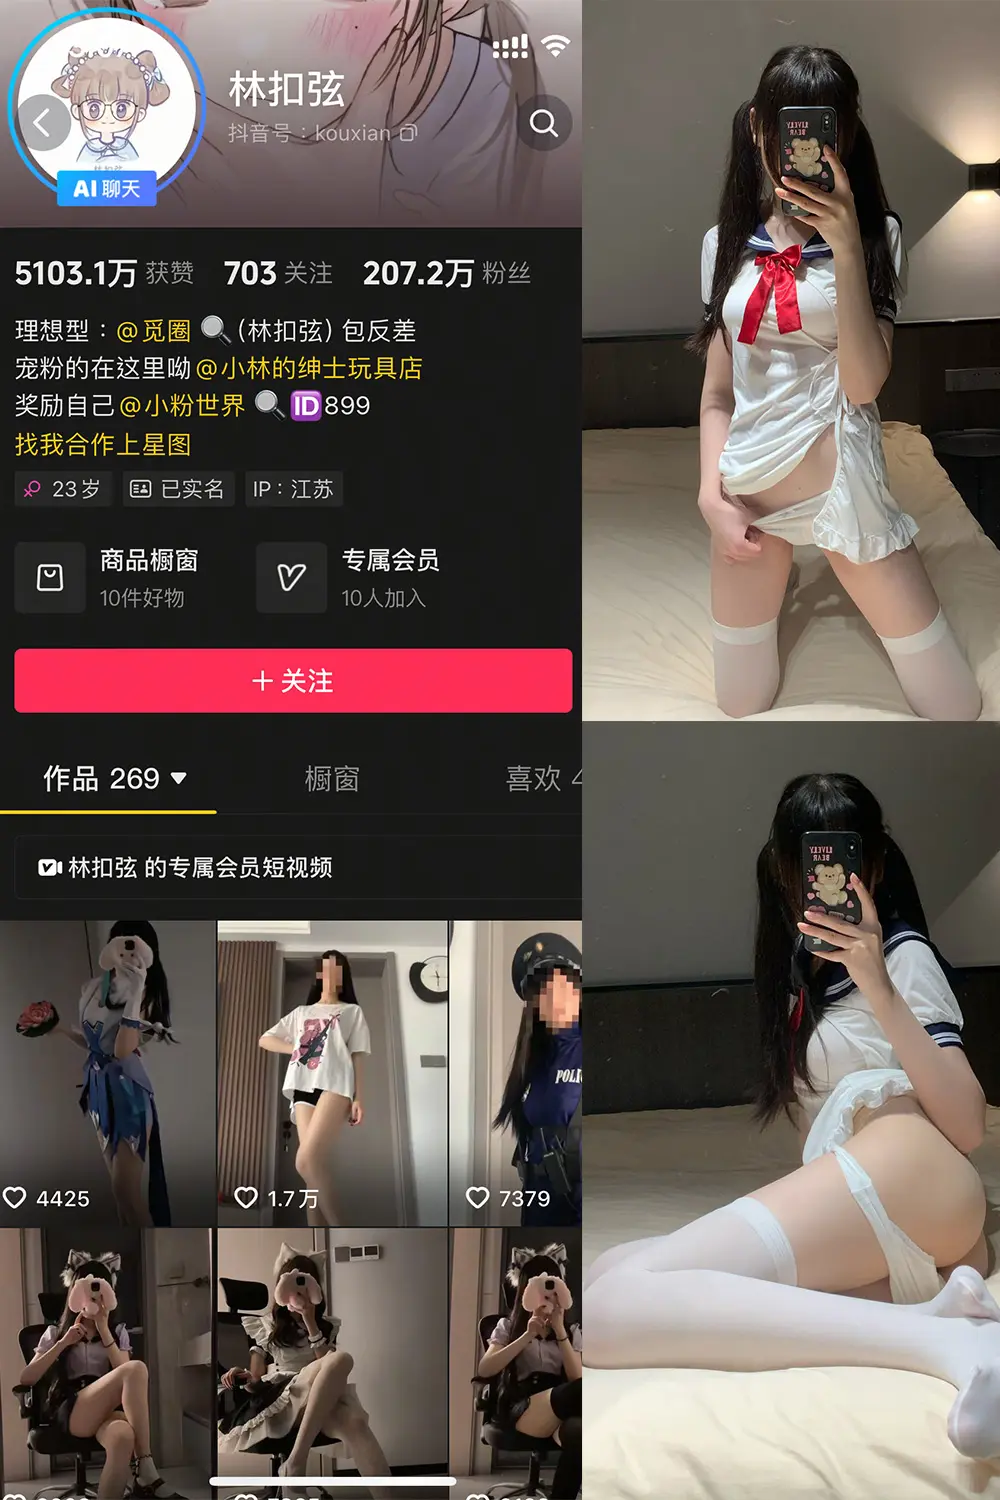 林扣弦
抖音号：kouxian
AI 聊天
5103.1万 获赞 703 关注 207.2万 粉丝
理想型：@觅圈 (林扣弦) 包反差
宠粉的在这里呦@小林的绅士玩具店
奖励自己@小粉世界 ID 899
找我合作上星图
23岁 已实名 IP：江苏
商品橱窗 专属会员
10件好物 10人加入
+ 关注
作品 269 橱窗 喜欢 4
林扣弦 的专属会员短视频
POLI
4425 1.7万 7379
LIVELY
BEAR
LIVELY
BEAR